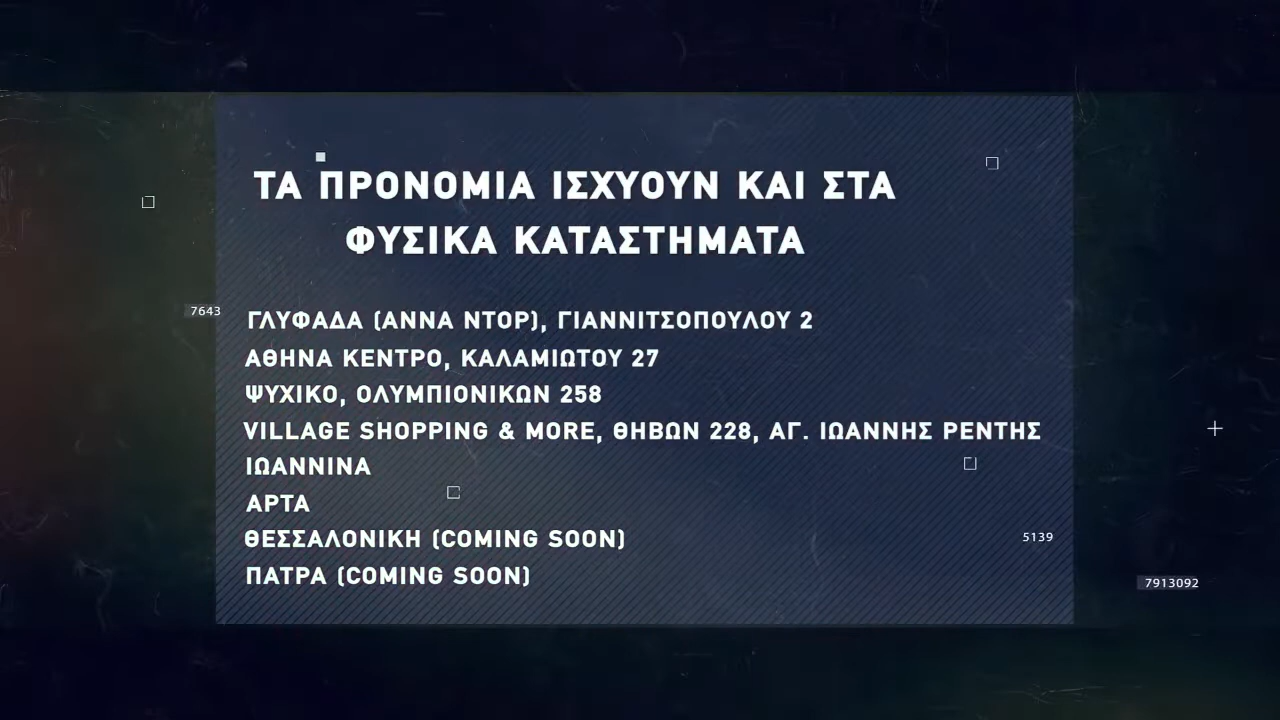 ΤΑ ΠΡΟΝΟΜΙΑ ΙΣΧΥΟΥΝ ΚΑΙ ΣΤΑ
ΦΥΣΙΚΑ ΚΑΤΑΣΤΗΜΑΤΑ
7643
ΓΛΥΦΑΔΑ (ΑΝΝΑ ΝΤΟΡ), ΓΙΑΝΝΙΤΣΟΠΟΥΛΟΥ 2
ΑΘΗΝΑ ΚΕΝΤΡΟ, ΚΑΛΑΜΙΩΤΟΥ 27
ΨΥΧΙΚΟ, ΟΛΥΜΠΙΟΝΙΚΩΝ 258
VILLAGE SHOPPING & MORE, ΘΗΒΩΝ 228, ΑΓ. ΙΩΑΝΝΗΣ ΡΕΝΤΗΣ
ΙΩΑΝΝΙΝΑ
ΑΡΤΑ
ΘΕΣΣΑΛΟΝΙΚΗ (COMING SOON)
5139
ΠΑΤΡΑ (COMING SOON)
7913092